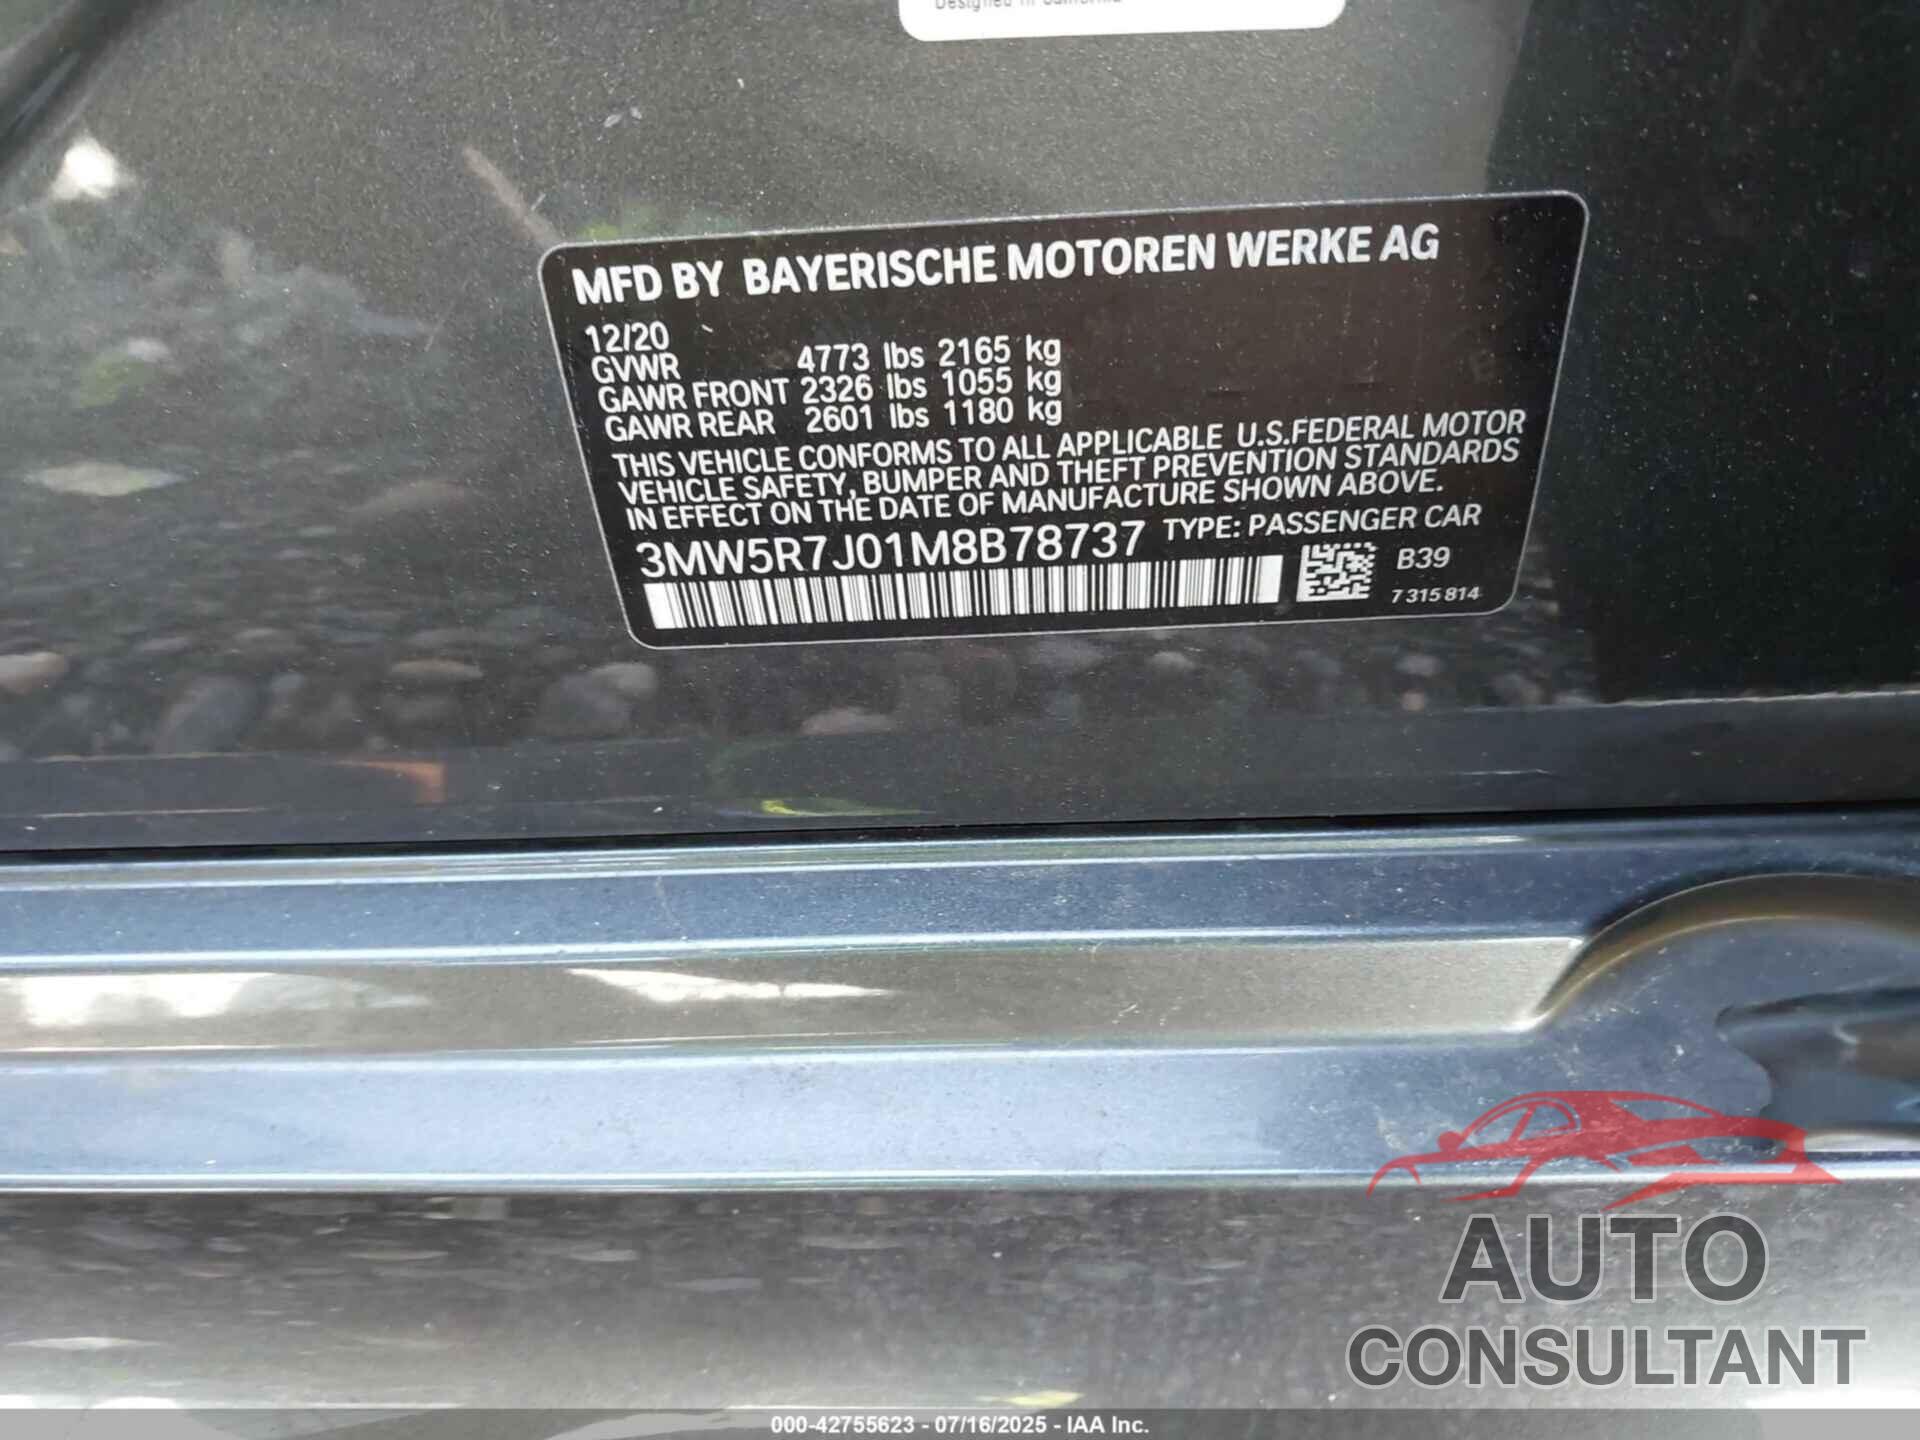 Designed in California
MFD BY BAYERISCHE MOTOREN WERKE AG
12/20
GVWR 4773 lbs 2165 kg
GAWR FRONT 2326 lbs 1055 kg
GAWR REAR 2601 lbs 1180 kg
THIS VEHICLE CONFORMS TO ALL APPLICABLE U.S.FEDERAL MOTOR
VEHICLE SAFETY, BUMPER AND THEFT PREVENTION STANDARDS
IN EFFECT ON THE DATE OF MANUFACTURE SHOWN ABOVE.
3MW5R7J01M8B78737 TYPE: PASSENGER CAR
B39
7 315 814
AUTO
CONSULTANT
000-42755623 - 07/16/2025 - IAA Inc.